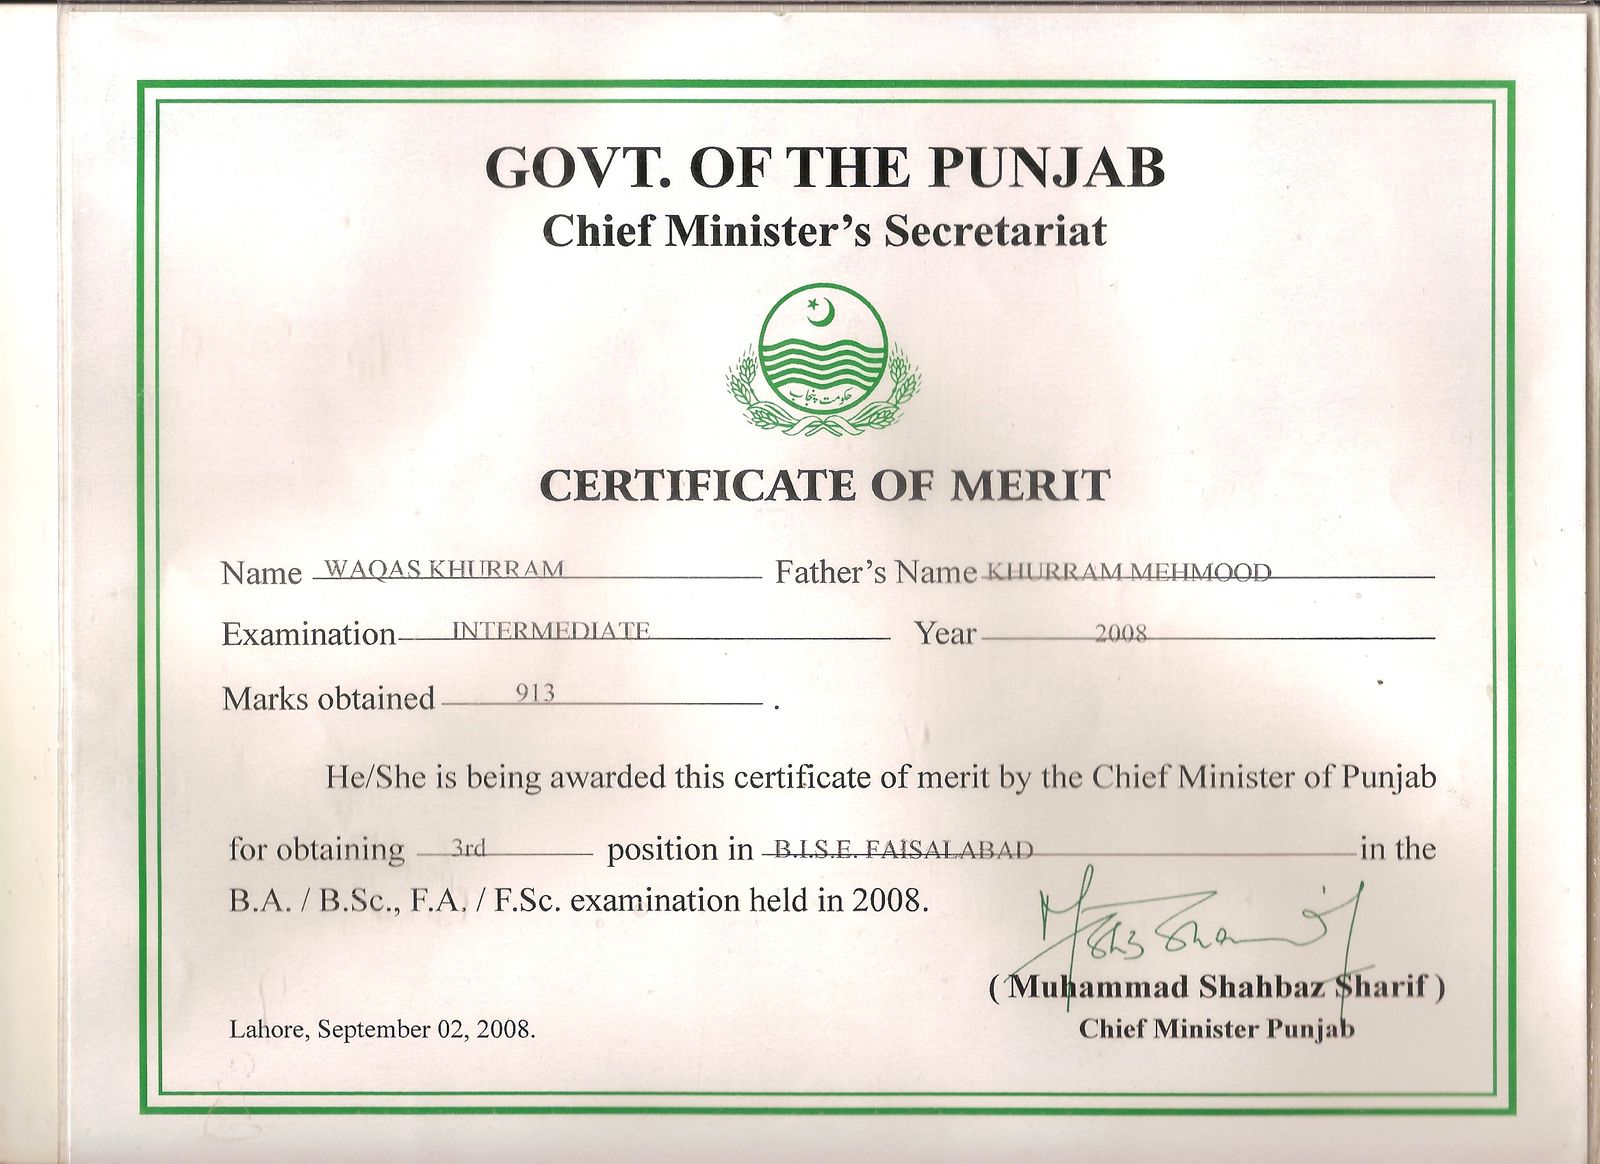 GOVT. OF THE PUNJAB
Chief Minister's Secretariat
حکومت پنجاب
CERTIFICATE OF MERIT
Name WAQAS KHURRAM Father's Name KHURRAM MEHMOOD
Examination INTERMEDIATE Year 2008
Marks obtained 913 .
He/She is being awarded this certificate of merit by the Chief Minister of Punjab
for obtaining 3rd position in B.I.S.E. FAISALABAD in the
B.A. / B.Sc., F.A. / F.Sc. examination held in 2008.
( Muhammad Shahbaz Sharif )
Lahore, September 02, 2008. Chief Minister Punjab